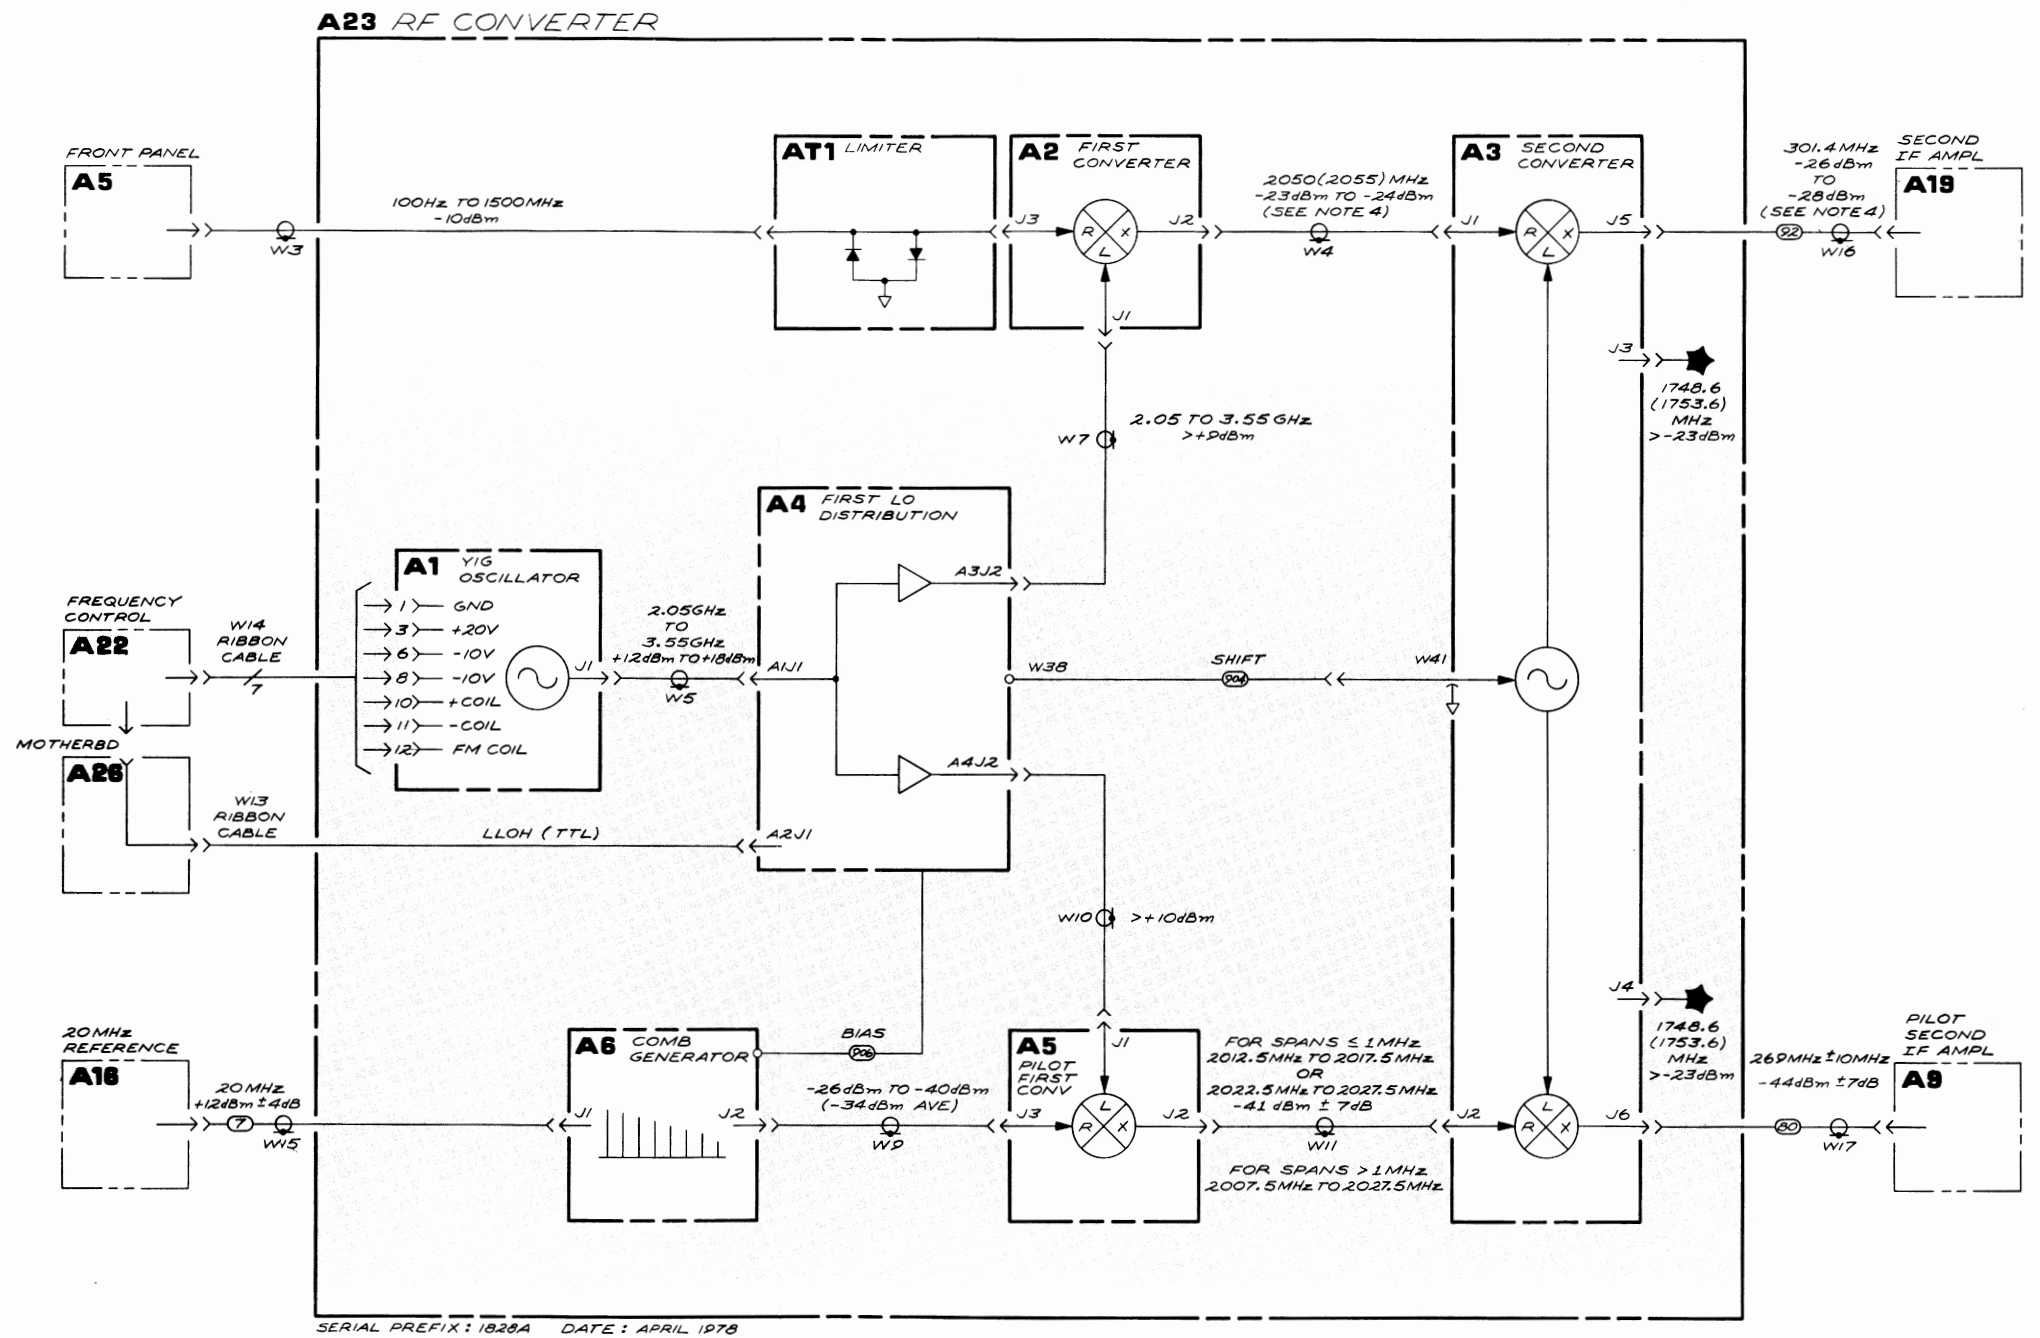 A23 RF CONVERTER
FRONT PANEL
A5
W3
100Hz TO 1500MHz
-10dBm
AT1 LIMITER
A2 FIRST
CONVERTER
J3
R X
L
J2
J1
2050(2055)MHz
-23dBm TO -24dBm
(SEE NOTE 4)
W4
A3 SECOND
CONVERTER
J1
R X
L
J5
301.4MHz
-26dBm
TO
-28dBm
(SEE NOTE 4)
92
W16
SECOND
IF AMPL
A19
J3
1748.6
(1753.6)
MHz
>-23dBm
W7
2.05 TO 3.55GHz
>+9dBm
A4 FIRST LO
DISTRIBUTION
A3J2
A1J1
W38
A4J2
A2J1
SHIFT
904
W41
FREQUENCY
CONTROL
A22
W14
RIBBON
CABLE
7
A1 YIG
OSCILLATOR
1 GND
3 +20V
6 -10V
8 -10V
10 +COIL
11 -COIL
12 FM COIL
J1
2.05GHz
TO
3.55GHz
+12dBm TO +18dBm
W5
MOTHERBD
A26
W13
RIBBON
CABLE
LLOH (TTL)
W10
>+10dBm
J4
1748.6
(1753.6)
MHz
>-23dBm
20MHz
REFERENCE
A16
20MHz
+12dBm ±4dB
7
W15
A6 COMB
GENERATOR
J1
J2
BIAS
906
-26dBm TO -40dBm
(-34dBm AVE)
W9
A5
PILOT
FIRST
CONV
J1
J3
L
R X
J2
FOR SPANS ≤ 1MHz
2012.5MHz TO 2017.5MHz
OR
2022.5MHz TO 2027.5MHz
-41 dBm ± 7dB
W11
FOR SPANS >1MHz
2007.5MHz TO 2027.5MHz
J2
L
R X
J6
269MHz ±10MHz
-44dBm ±7dB
80
W17
PILOT
SECOND
IF AMPL
A9
SERIAL PREFIX: 1828A DATE: APRIL 1978